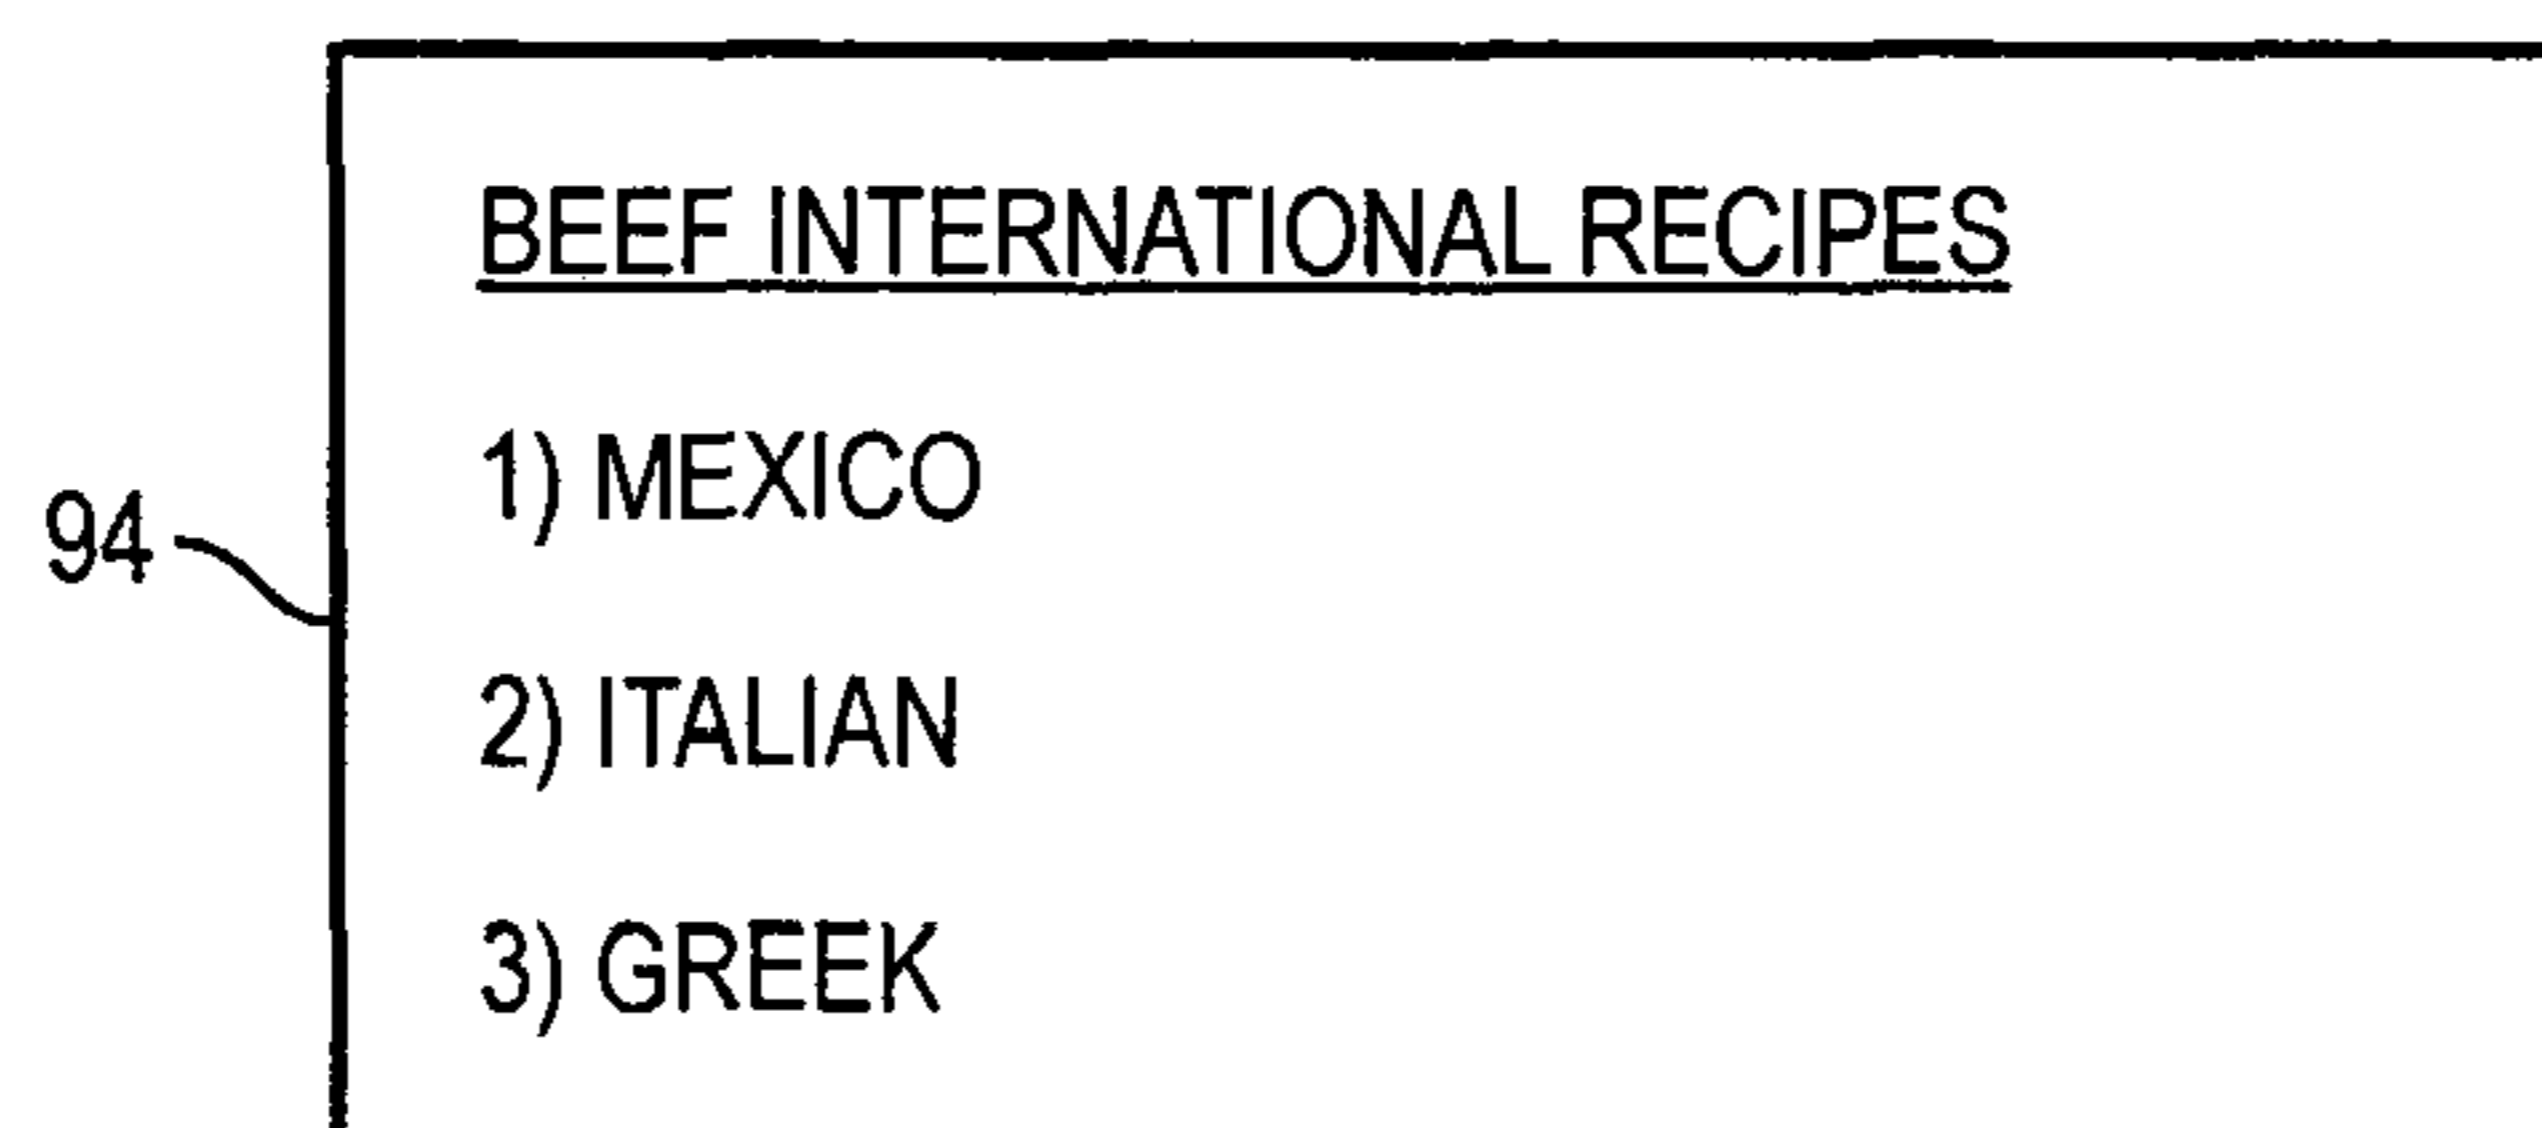 BEEF INTERNATIONAL RECIPES
1) MEXICO
94
2) ITALIAN
3) GREEK